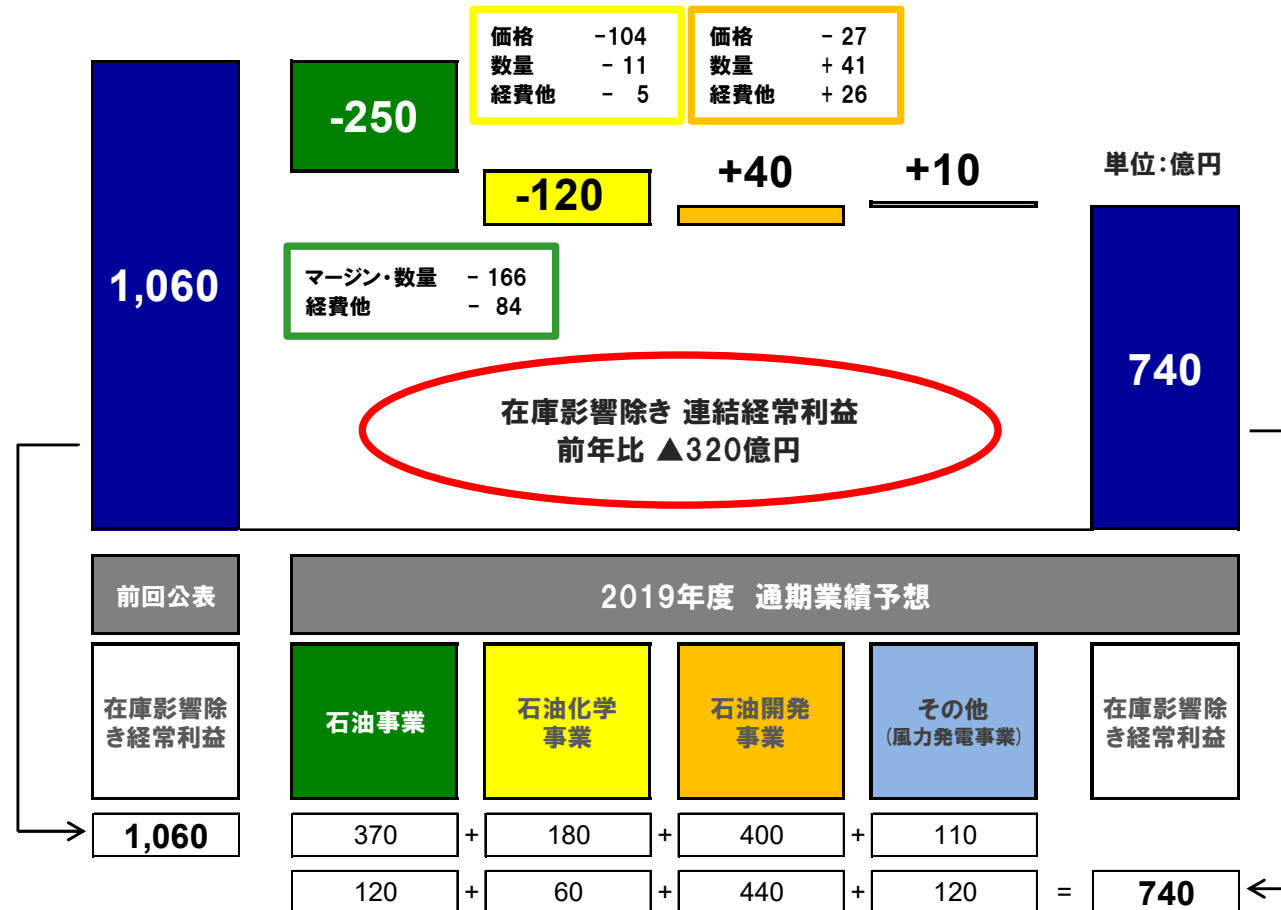 価格 -104
数量 - 11
経費他 - 5
価格 - 27
数量 + 41
経費他 + 26
-250
-120
+40
+10
単位:億円
1,060
マージン・数量 - 166
経費他 - 84
740
在庫影響除き 連結経常利益
前年比 ▲320億円
前回公表
2019年度 通期業績予想
在庫影響除
き経常利益
石油事業
石油化学
事業
石油開発
事業
その他
(風力発電事業)
在庫影響除
き経常利益
1,060
370 + 180 + 400 + 110
120 + 60 + 440 + 120 = 740